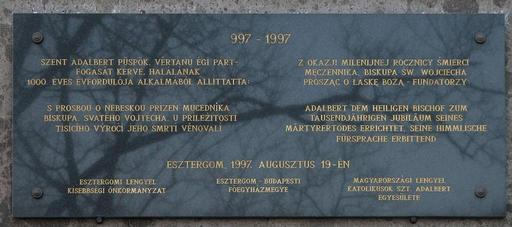 997 - 1997
SZENT ADALBERT PÜSPÖK, VÉRTANÚ ÉGI PÁRT-
FOGÁSÁT KÉRVE, HALÁLÁNAK
1000 ÉVES ÉVFORDULÓJA ALKALMÁBÓL ÁLLÍTTATTA:
Z OKAZJI MILENIJNEJ ROCZNICY ŚMIERCI
MĘCZENNIKA, BISKUPA ŚW. WOJCIECHA
PROSZĄC O ŁASKĘ BOŻĄ - FUNDATORZY
S PROSBOU O NEBESKOU PŘÍZEŇ MUČEDNÍKA
BISKUPA, SVATÉHO VOJTĚCHA, U PŘÍLEŽITOSTI
TISÍCÍHO VÝROČÍ JEHO SMRTI VĚNOVALI
ADALBERT DEM HEILIGEN BISCHOF ZUM
TAUSENDJÄHRIGEN JUBILÄUM SEINES
MÄRTYRERTODES ERRICHTET, SEINE HIMMLISCHE
FÜRSPRACHE ERBITTEND
ESZTERGOM, 1997. AUGUSZTUS 19-ÉN
ESZTERGOMI LENGYEL
KISEBBSÉGI ÖNKORMÁNYZAT
ESZTERGOM - BUDAPESTI
FŐEGYHÁZMEGYE
MAGYARORSZÁGI LENGYEL
KATOLIKUSOK SZT. ADALBERT
EGYESÜLETE